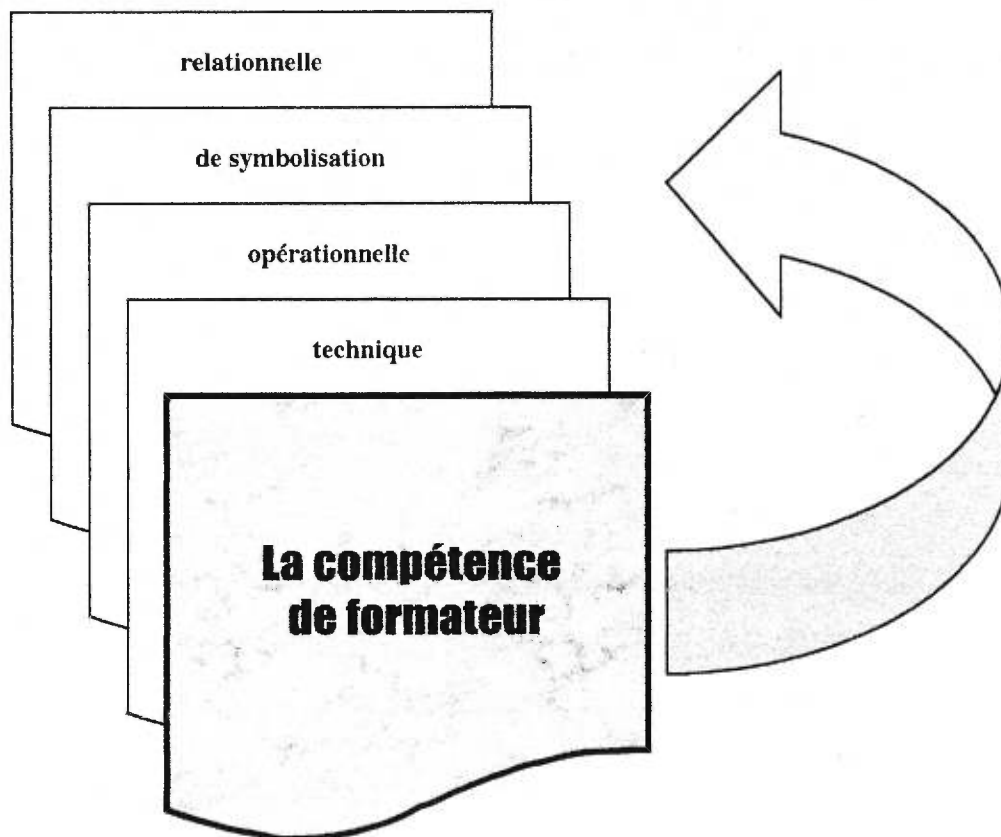 relationnelle
de symbolisation
opérationnelle
technique
La compétence
de formateur